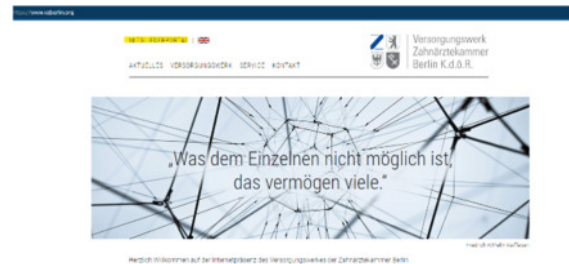 https://www.vzberlin.org
MITGLIEDERPORTAL |
AKTUELLES VERSORGUNGSWERK SERVICE KONTAKT
Versorgungswerk
Zahnärztekammer
Berlin K.d.ö.R.
„Was dem Einzelnen nicht möglich ist,
das vermögen viele.“
Friedrich Wilhelm Raiffeisen
Herzlich Willkommen auf der Internetpräsenz des Versorgungswerkes der Zahnärztekammer Berlin